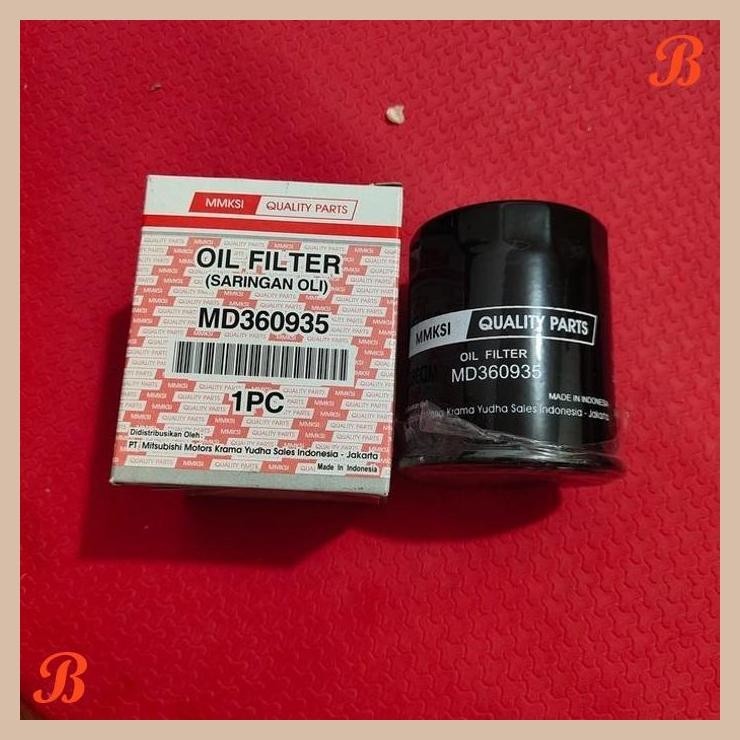 B
MMKSI QUALITY PARTS
OIL FILTER
(SARINGAN OLI)
MD360935
1PC
Didistribusikan Oleh :
PT. Mitsubishi Motors Krama Yudha Sales Indonesia - Jakarta
Made In Indonesia
MMKSI QUALITY PARTS
OIL FILTER
MD360935
MADE IN INDONESIA
Krama Yudha Sales Indonesia - Jakarta
B